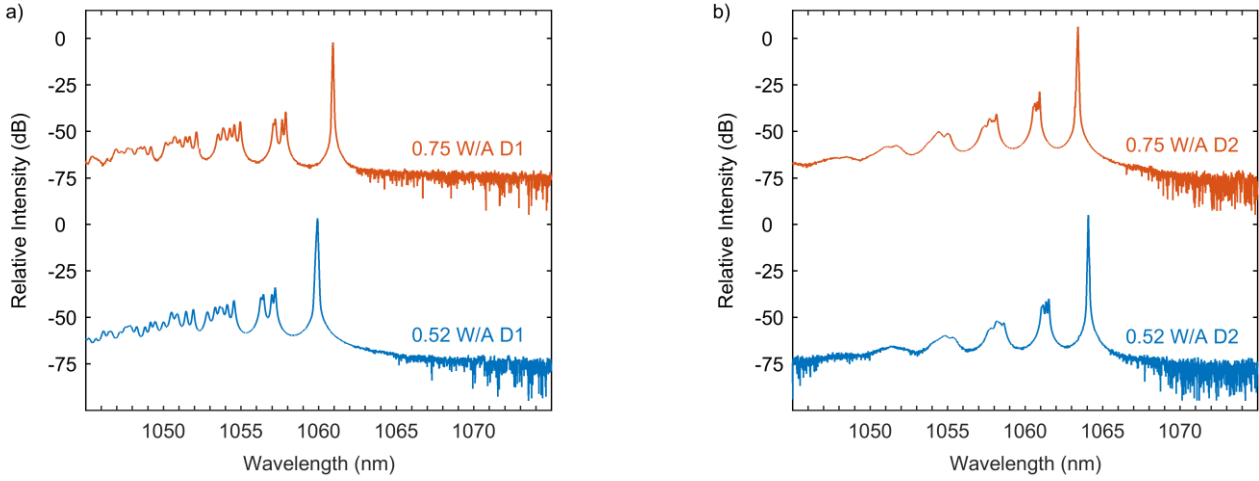 a)
Relative Intensity (dB)
0
-25
-50
-75
0
-25
-50
-75
0.75 W/A D1
0.52 W/A D1
1050 1055 1060 1065 1070
Wavelength (nm)
b)
Relative Intensity (dB)
0
-25
-50
-75
0
-25
-50
-75
0.75 W/A D2
0.52 W/A D2
1050 1055 1060 1065 1070
Wavelength (nm)